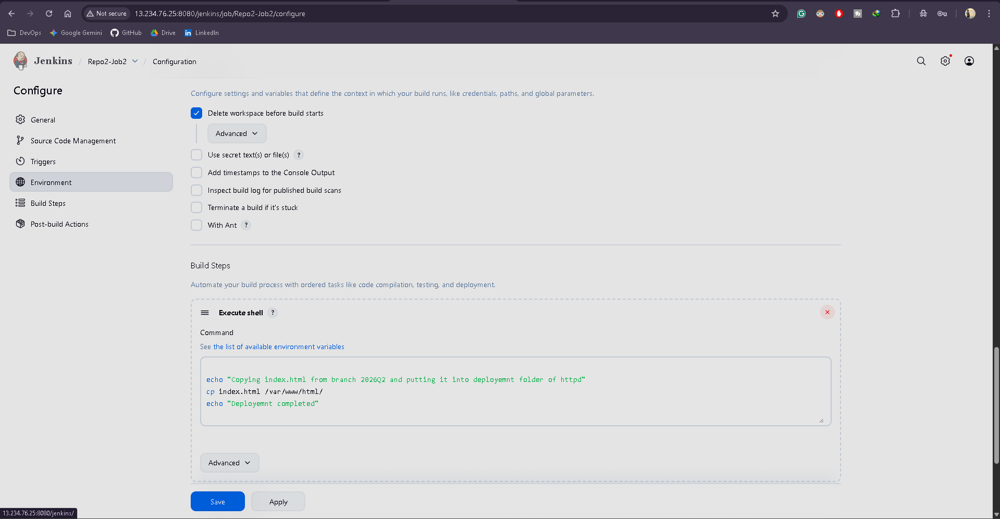 Not secure 13.234.76.25:8080/jenkins/job/Repo2-Job2/configure
DevOps Google Gemini GitHub Drive LinkedIn
Jenkins / Repo2-Job2 / Configuration
Configure
General
Source Code Management
Triggers
Environment
Build Steps
Post-build Actions
Configure settings and variables that define the context in which your build runs, like credentials, paths, and global parameters.
Delete workspace before build starts
Advanced
Use secret text(s) or file(s) ?
Add timestamps to the Console Output
Inspect build log for published build scans
Terminate a build if it's stuck
With Ant ?
Build Steps
Automate your build process with ordered tasks like code compilation, testing, and deployment.
Execute shell ?
Command
See the list of available environment variables
echo "Copying index.html from branch 2026Q2 and putting it into deployemnt folder of httpd"
cp index.html /var/www/html/
echo "Deployemnt completed"
Advanced
Save Apply
13.234.76.25:8080/jenkins/